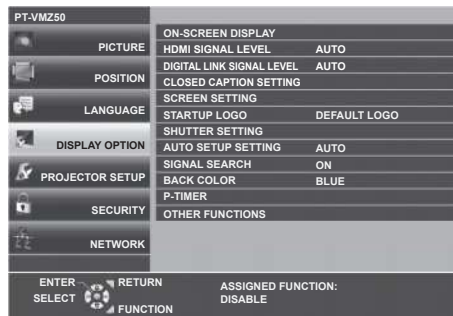 PT-VMZ50
PICTURE
POSITION
LANGUAGE
DISPLAY OPTION
PROJECTOR SETUP
SECURITY
NETWORK
ON-SCREEN DISPLAY
HDMI SIGNAL LEVEL AUTO
DIGITAL LINK SIGNAL LEVEL AUTO
CLOSED CAPTION SETTING
SCREEN SETTING
STARTUP LOGO DEFAULT LOGO
SHUTTER SETTING
AUTO SETUP SETTING AUTO
SIGNAL SEARCH ON
BACK COLOR BLUE
P-TIMER
OTHER FUNCTIONS
ENTER RETURN
SELECT
FUNCTION
ASSIGNED FUNCTION:
DISABLE